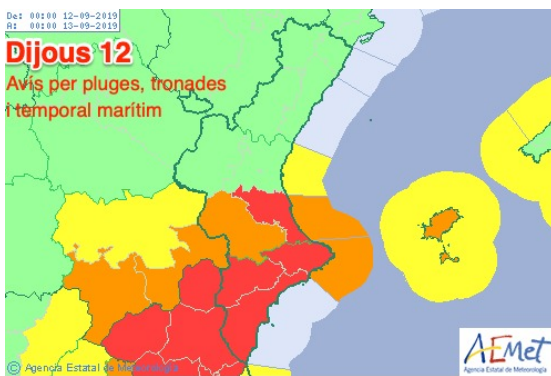 De: 00:00 12-09-2019
A: 00:00 13-09-2019
Dijous 12
Avís per pluges, tronades
i temporal marítim
© Agencia Estatal de Meteorología
AEMet
Agencia Estatal de Meteorología